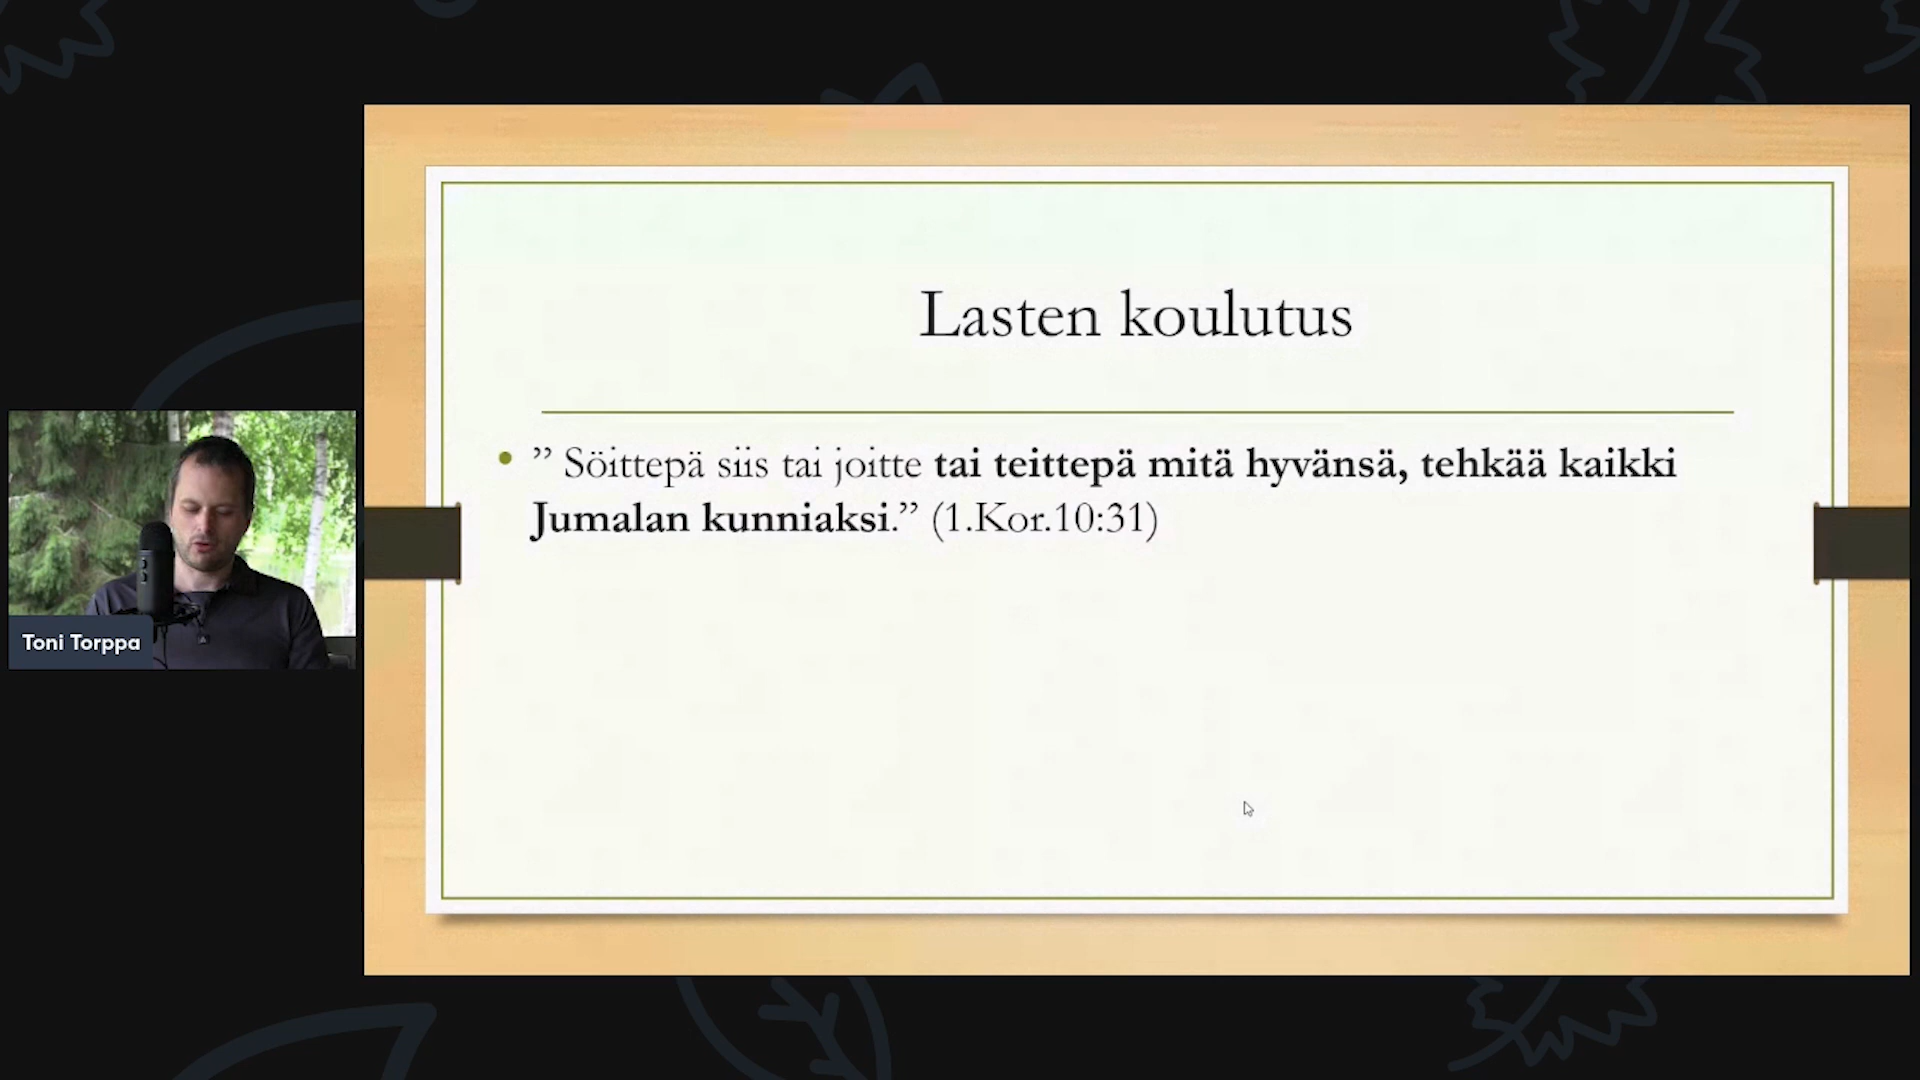 Lasten koulutus
• ” Söittepä siis tai joitte tai teittepä mitä hyvänsä, tehkää kaikki
Jumalan kunniaksi.” (1.Kor.10:31)
Toni Torppa